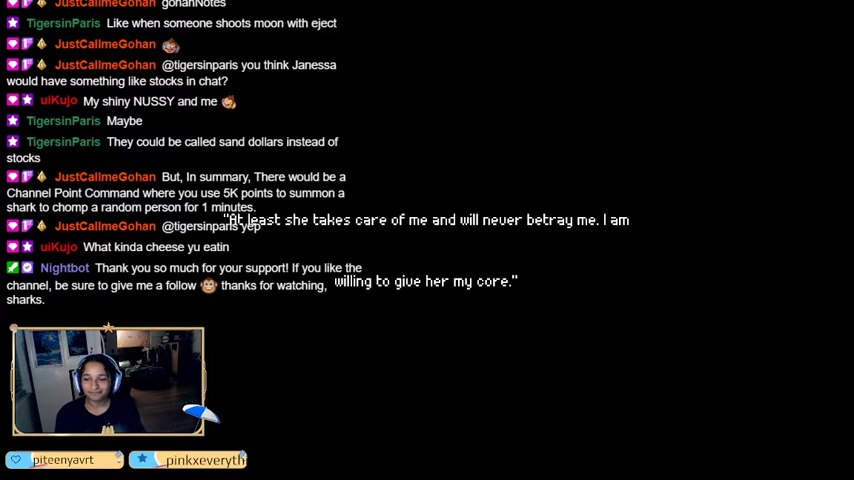 JustCallmeGohan gohanNotes
TigersinParis Like when someone shoots moon with eject
JustCallmeGohan
JustCallmeGohan @tigersinparis you think Janessa
would have something like stocks in chat?
uiKujo My shiny NUSSY and me
TigersinParis Maybe
TigersinParis They could be called sand dollars instead of
stocks
JustCallmeGohan But, In summary, There would be a
Channel Point Command where you use 5K points to summon a
shark to chomp a random person for 1 minutes.
"At least she takes care of me and will never betray me. I am
JustCallmeGohan @tigersinparis yep
uiKujo What kinda cheese yu eatin
Nightbot Thank you so much for your support! If you like the
channel, be sure to give me a follow thanks for watching,
willing to give her my core."
sharks.
piteenyavrt
pinkxeveryth